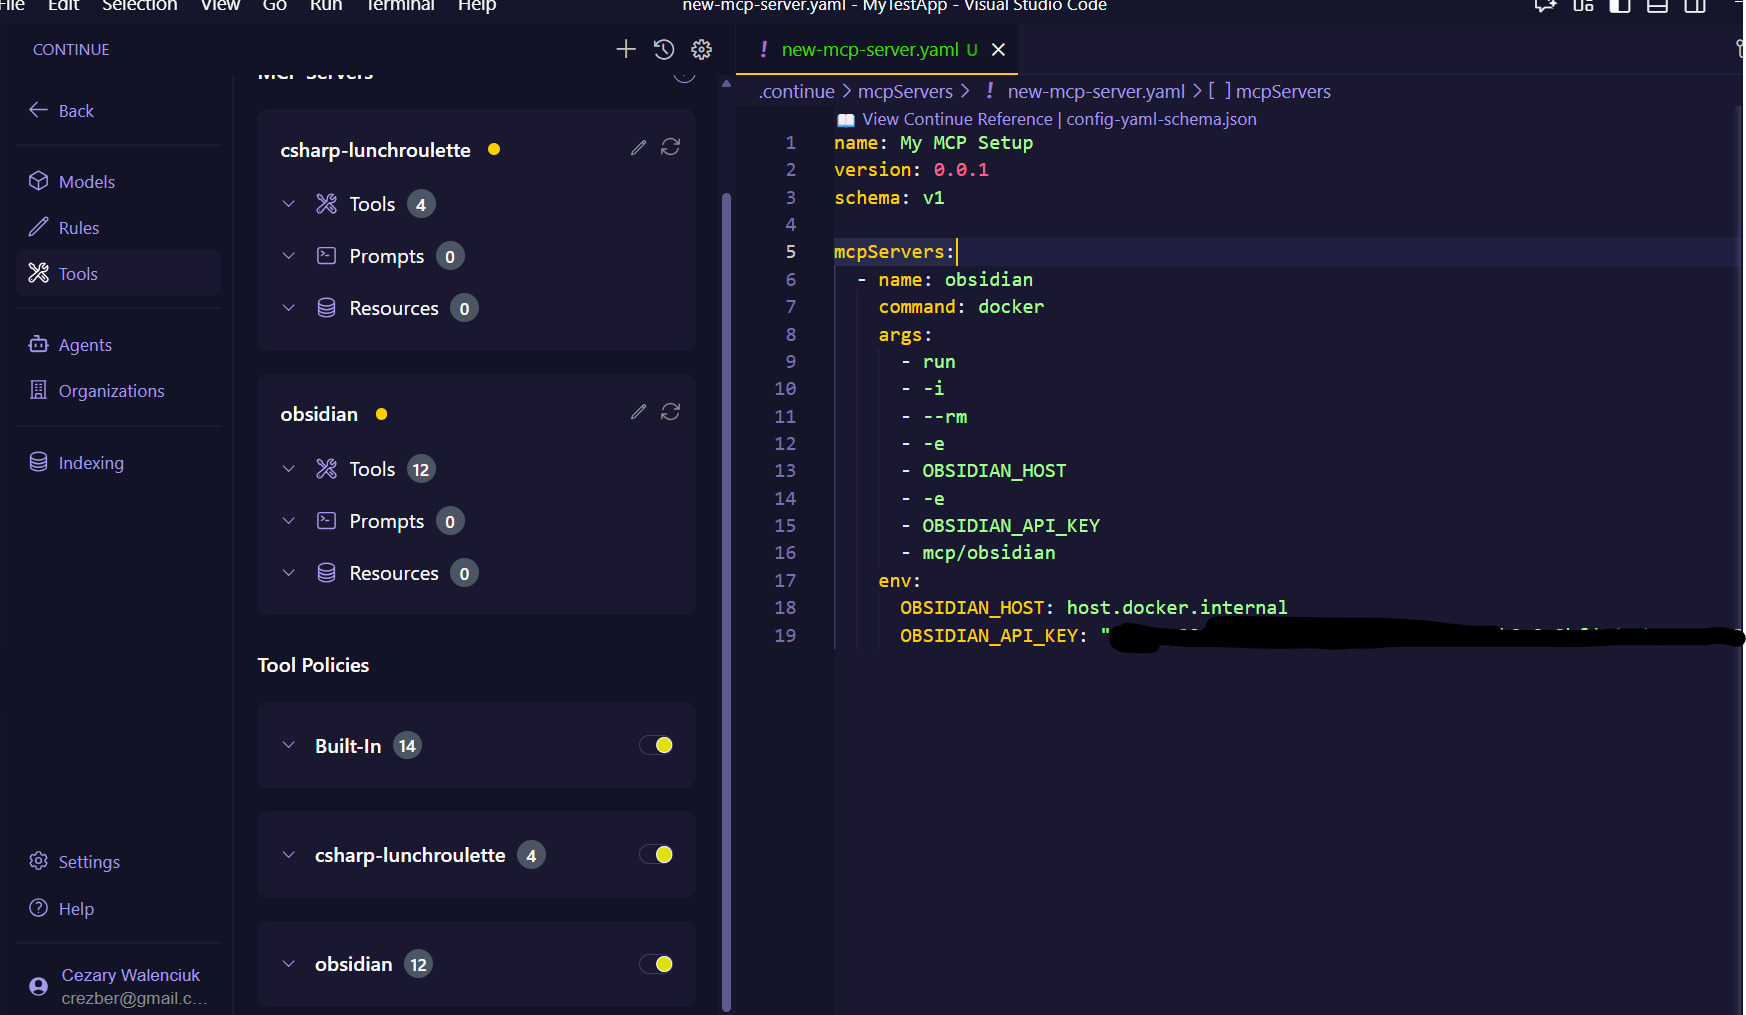 File Edit Selection View Go Run Terminal Help
new-mcp-server.yaml - MyTestApp - Visual Studio Code
CONTINUE
Back
Models
Rules
Tools
Agents
Organizations
Indexing
Settings
Help
Cezary Walenciuk
crezber@gmail.c...
MCP Servers
csharp-lunchroulette
Tools 4
Prompts 0
Resources 0
obsidian
Tools 12
Prompts 0
Resources 0
Tool Policies
Built-In 14
csharp-lunchroulette 4
obsidian 12
! new-mcp-server.yaml U
.continue > mcpServers > ! new-mcp-server.yaml > [ ] mcpServers
View Continue Reference | config-yaml-schema.json
1 name: My MCP Setup
2 version: 0.0.1
3 schema: v1
4
5 mcpServers:
6 - name: obsidian
7 command: docker
8 args:
9 - run
10 - -i
11 - --rm
12 - -e
13 - OBSIDIAN_HOST
14 - -e
15 - OBSIDIAN_API_KEY
16 - mcp/obsidian
17 env:
18 OBSIDIAN_HOST: host.docker.internal
19 OBSIDIAN_API_KEY: "